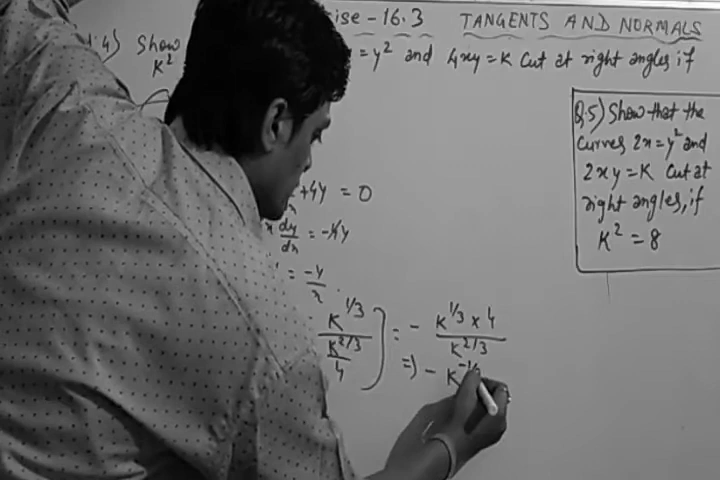 ise - 16.3 TANGENTS AND NORMALS
.4) Show = y² and 4xy = K Cut at right angles if
K²
+4y = 0
dy/dx = -4y
= -y/x
K^1/3 / K^2/3 / 4 ) = - K^1/3 x 4 / K^2/3
=) - K
Q.5) Show that the
Curves 2x = y² and
2xy = K Cut at
right angles, if
K² = 8